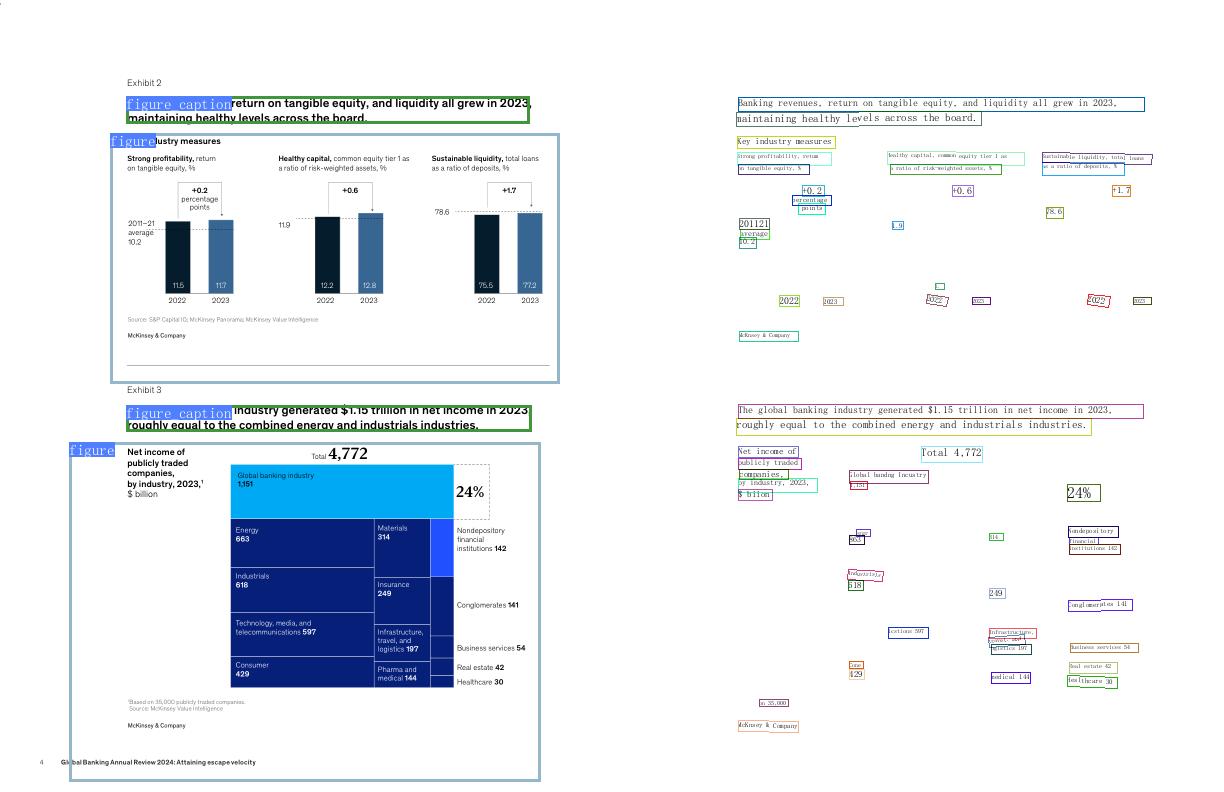 Exhibit 2
figure caption return on tangible equity, and liquidity all grew in 2023,
maintaining healthy levels across the board.
figure dustry measures
Strong profitability, return
on tangible equity, %
Healthy capital, common equity tier 1 as
a ratio of risk-weighted assets, %
Sustainable liquidity, total loans
as a ratio of deposits, %
+0.2
percentage
points
2011–21
average
10.2
11.5
11.7
2022
2023
+0.6
11.9
12.2
12.8
2022
2023
+1.7
78.6
75.5
77.2
2022
2023
Source: S&P Capital IQ; McKinsey Panorama; McKinsey Value Intelligence
McKinsey & Company
Exhibit 3
figure caption industry generated $1.15 trillion in net income in 2023,
roughly equal to the combined energy and industrials industries.
figure
Net income of
publicly traded
companies,
by industry, 2023,¹
$ billion
Total 4,772
Global banking industry
1,151
24%
Energy
663
Industrials
618
Technology, media, and
telecommunications 597
Consumer
429
Materials
314
Insurance
249
Infrastructure,
travel, and
logistics 197
Pharma and
medical 144
Nondepository
financial
institutions 142
Conglomerates 141
Business services 54
Real estate 42
Healthcare 30
¹Based on 35,000 publicly traded companies.
Source: McKinsey Value Intelligence
McKinsey & Company
4 Global Banking Annual Review 2024: Attaining escape velocity
Banking revenues, return on tangible equity, and liquidity all grew in 2023,
maintaining healthy levels across the board.
Key industry measures
Strong profitability, return
on tangible equity, %
Healthy capital, common equity tier 1 as
a ratio of risk-weighted assets, %
Sustainable liquidity, total loans
as a ratio of deposits, %
+0.2
percentage
points
201121
average
10.2
+0.6
1.9
+1.7
78.6
2022
2023
2022
2023
2022
2023
McKnsey & Company
The global banking industry generated $1.15 trillion in net income in 2023,
roughly equal to the combined energy and industrials industries.
Net income of
publicly traded
companies,
by industry, 2023,
$ biion
Total 4,772
Global bandng Incustry
1,151
24%
663
314
Nondepository
financial
institutions 142
Industrials
618
249
Conglomerates 141
ications 597
Infrastructure,
logistics 197
Business services 54
429
medical 144
Real estate 42
Healthcare 30
on 35,000
McKnsey & Company